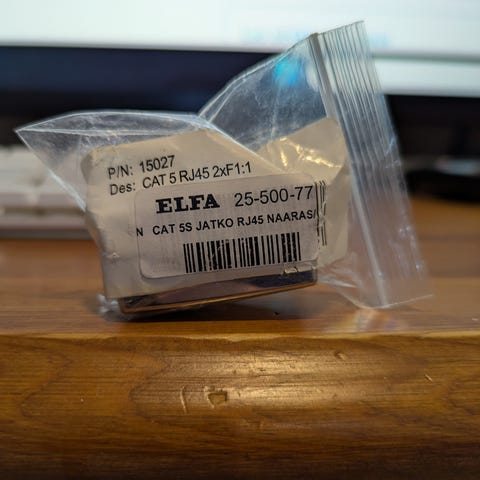 P/N: 15027
Des: CAT 5 RJ45 2xF1:1
ELFA 25-500-77
N CAT 5S JATKO RJ45 NAARAS/